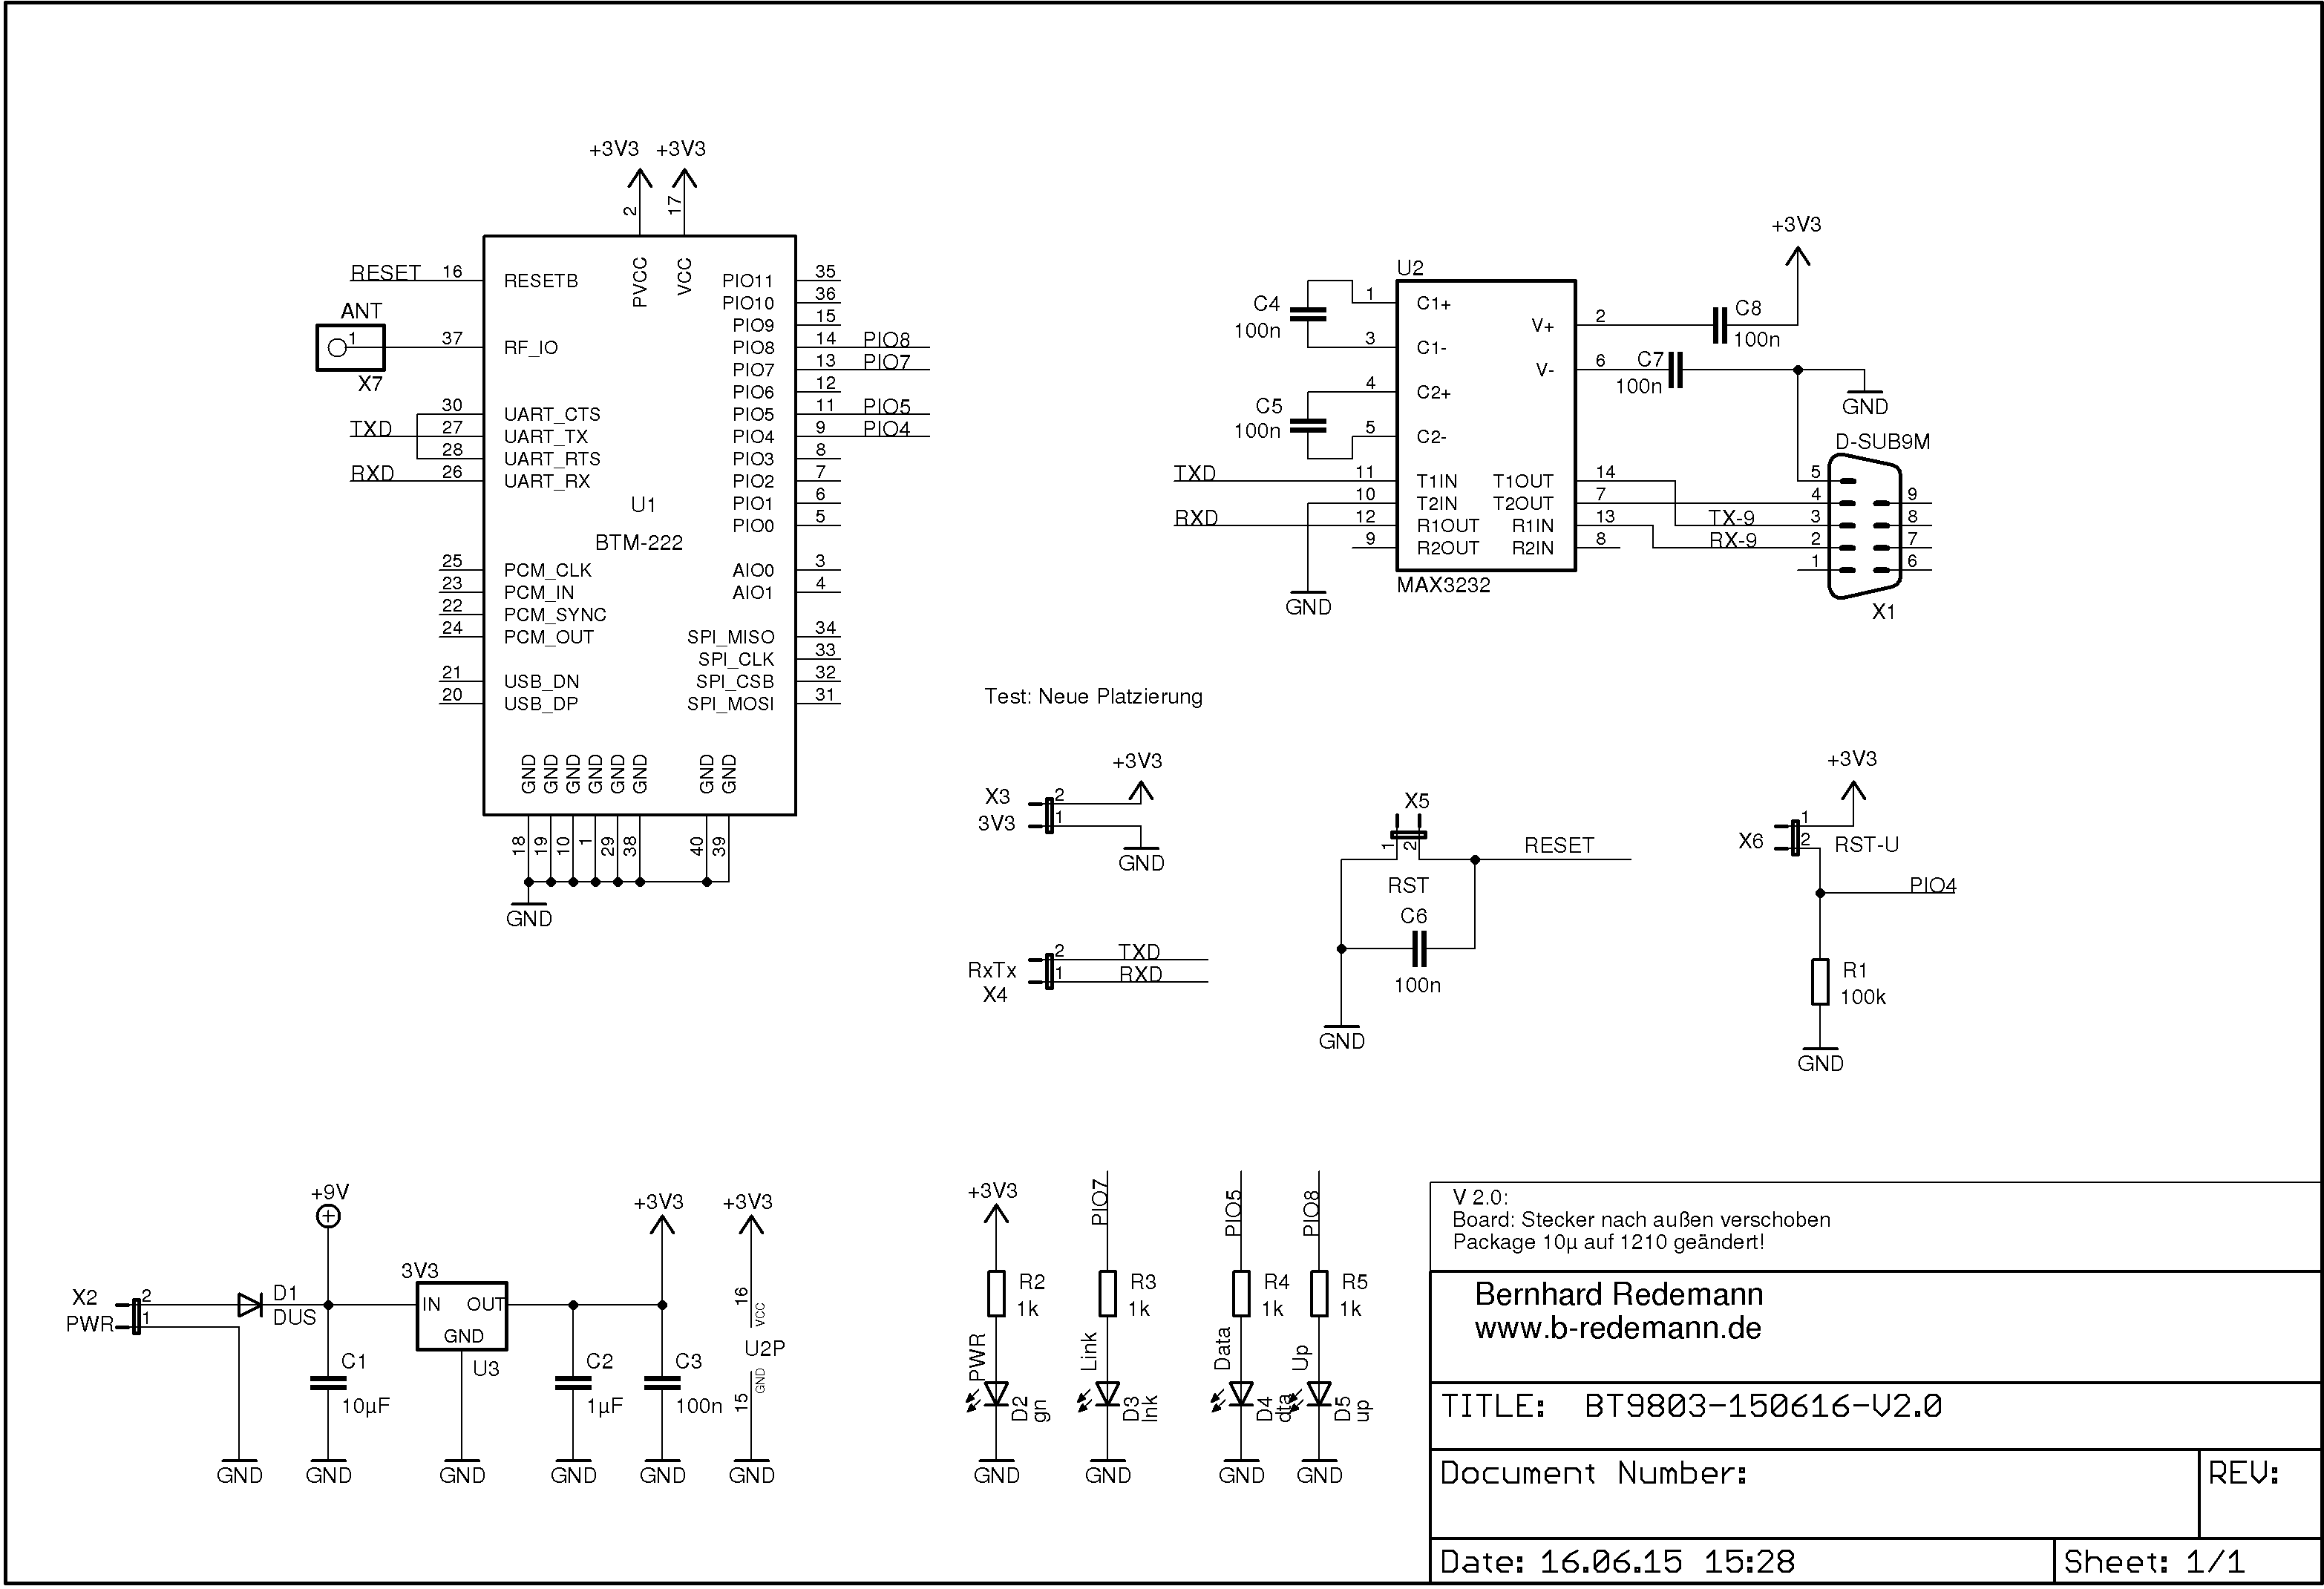 +3V3 +3V3
2
17
RESET 16 RESETB
PVCC
VCC
ANT
1
X7
37 RF_IO
30 UART_CTS
TXD 27 UART_TX
28 UART_RTS
RXD 26 UART_RX
U1
BTM-222
25 PCM_CLK
23 PCM_IN
22 PCM_SYNC
24 PCM_OUT
21 USB_DN
20 USB_DP
PIO11 35
PIO10 36
PIO9 15
PIO8 14 PIO8
PIO7 13 PIO7
PIO6 12
PIO5 11 PIO5
PIO4 9 PIO4
PIO3 8
PIO2 7
PIO1 6
PIO0 5
AIO0 3
AIO1 4
SPI_MISO 34
SPI_CLK 33
SPI_CSB 32
SPI_MOSI 31
GND GND GND GND GND GND GND GND
18 19 10 1 29 38 40 39
GND
U2
C4
100n
C5
100n
1 C1+
3 C1-
4 C2+
5 C2-
TXD 11 T1IN
10 T2IN
RXD 12 R1OUT
9 R2OUT
V+ 2
V- 6
T1OUT 14
T2OUT 7
R1IN 13
R2IN 8
MAX3232
GND
+3V3
C8
100n
C7
100n
GND
D-SUB9M
TX-9
RX-9
5
4 9
3 8
2 7
1 6
X1
Test: Neue Platzierung
+3V3
X3 2
3V3 1
GND
2 TXD
RxTx 1 RXD
X4
X5
1 2
RESET
RST
C6
100n
GND
+3V3
1
X6 2 RST-U
PIO4
R1
100k
GND
+9V
X2 2
PWR 1
D1
DUS
3V3
IN OUT
GND
U3
C1
10µF
C2
1µF
C3
100n
+3V3
+3V3
16
VCC
U2P
GND
15
GND GND GND GND GND GND
+3V3
PIO7
PIO5
PIO8
R2
1k
R3
1k
R4
1k
R5
1k
PWR
Link
Data
Up
D2
gn
D3
lnk
D4
dta
D5
up
GND GND GND GND
V 2.0:
Board: Stecker nach außen verschoben
Package 10µ auf 1210 geändert!
Bernhard Redemann
www.b-redemann.de
TITLE: BT9803-150616-V2.0
Document Number:
REV:
Date: 16.06.15 15:28
Sheet: 1/1